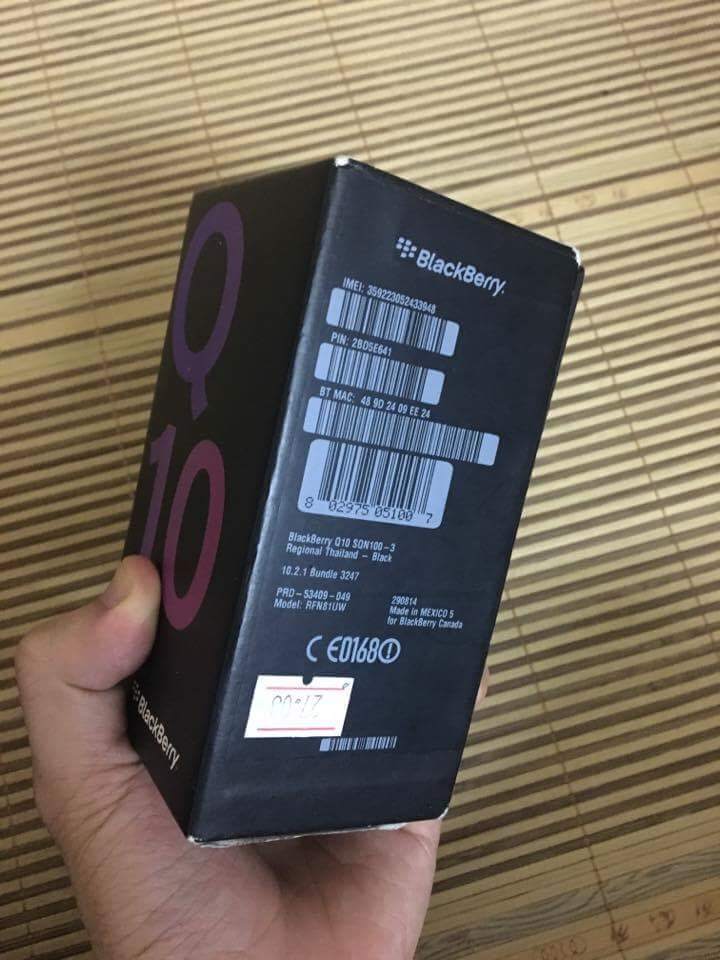 Q
10
BlackBerry
BlackBerry.
IMEI: 359223052433948
PIN: 2BD5E641
BT MAC: 48 9D 24 09 EE 24
8 02975 05100 7
BlackBerry Q10 SQN100-3
Regional Thailand - Black
10.2.1 Bundle 3247
PRD-53409-049
Model: RFN81UW
290814
Made in MEXICO 5
for BlackBerry Canada
CE0168